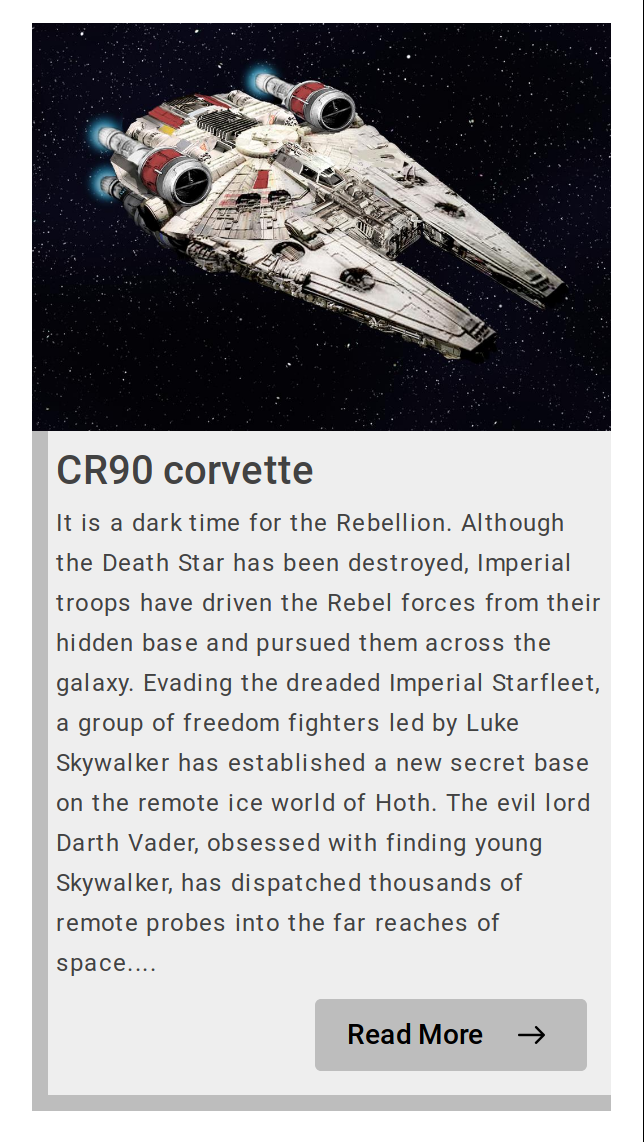 CR90 corvette
It is a dark time for the Rebellion. Although
the Death Star has been destroyed, Imperial
troops have driven the Rebel forces from their
hidden base and pursued them across the
galaxy. Evading the dreaded Imperial Starfleet,
a group of freedom fighters led by Luke
Skywalker has established a new secret base
on the remote ice world of Hoth. The evil lord
Darth Vader, obsessed with finding young
Skywalker, has dispatched thousands of
remote probes into the far reaches of
space....
Read More